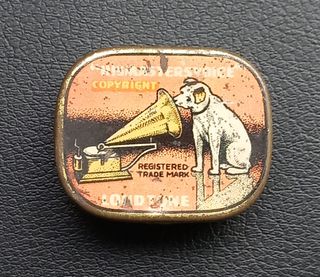 "HIS MASTER'S VOICE"
COPYRIGHT
REGISTERED
TRADE MARK
LOUD TONE